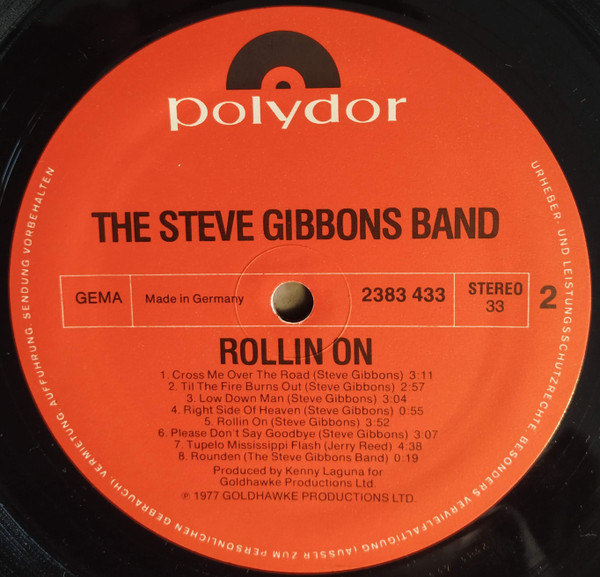 polydor
THE STEVE GIBBONS BAND
GEMA
Made in Germany
2383 433
STEREO
33
2
ROLLIN ON
1. Cross Me Over The Road (Steve Gibbons) 3:11
2. Til The Fire Burns Out (Steve Gibbons) 2:57
3. Low Down Man (Steve Gibbons) 3:04
4. Right Side Of Heaven (Steve Gibbons) 0:55
5. Rollin On (Steve Gibbons) 3:52
6. Please Don't Say Goodbye (Steve Gibbons) 3:07
7. Tupelo Mississippi Flash (Jerry Reed) 4:38
8. Rounden (The Steve Gibbons Band) 0:19
Produced by Kenny Laguna for
Goldhawke Productions Ltd.
℗ 1977 GOLDHAWKE PRODUCTIONS LTD.
URHEBER- UND LEISTUNGSSCHUTZRECHTE BESONDERS VERVIELFÄLTIGUNG (AUSSER ZUM PERSÖNLICHEN GEBRAUCH), VERMIETUNG, AUFFÜHRUNG, SENDUNG VORBEHALTEN